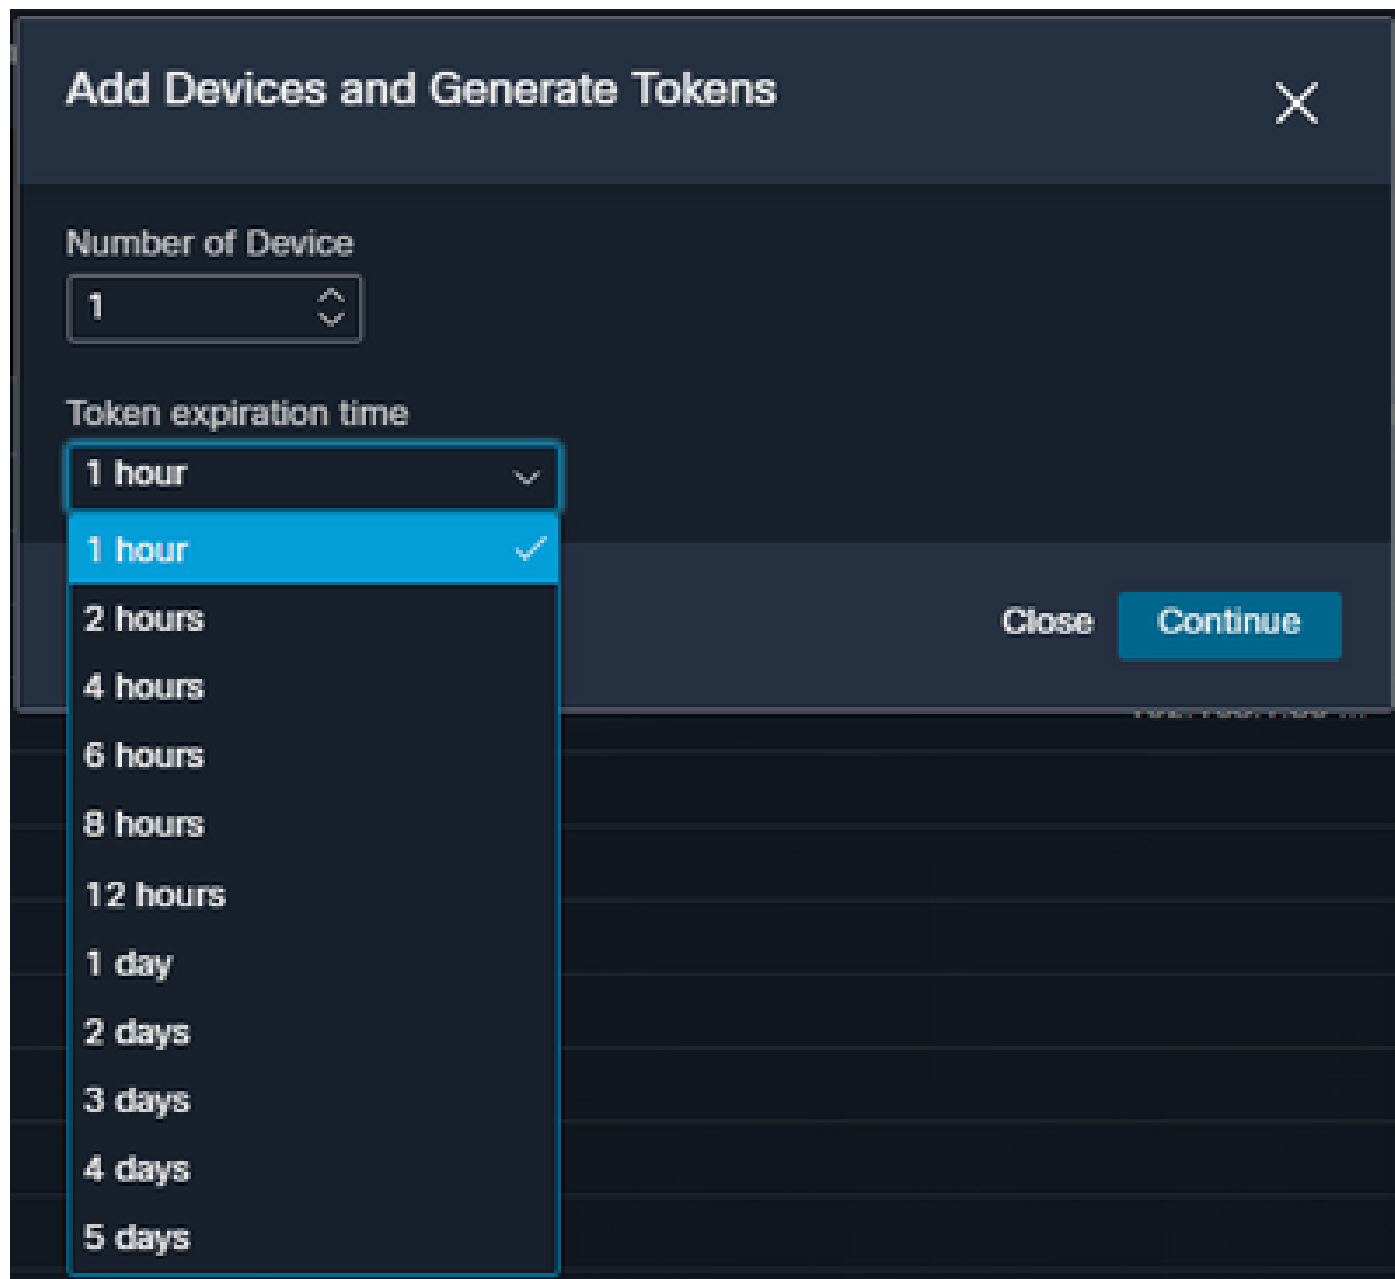 Add Devices and Generate Tokens
Number of Device
1
Token expiration time
1 hour
1 hour
2 hours
Close Continue
4 hours
6 hours
8 hours
12 hours
1 day
2 days
3 days
4 days
5 days